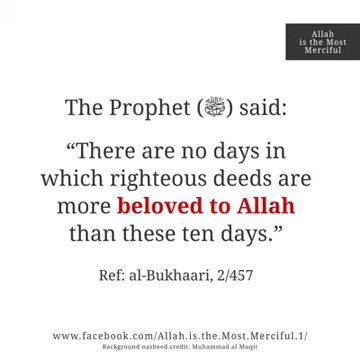 Allah
is the Most
Merciful
The Prophet (ﷺ) said:
“There are no days in
which righteous deeds are
more beloved to Allah
than these ten days.”
Ref: al-Bukhaari, 2/457
www.facebook.com/Allah.is.the.Most.Merciful.1/
Background nasheed credit: Muhammad al Muqit